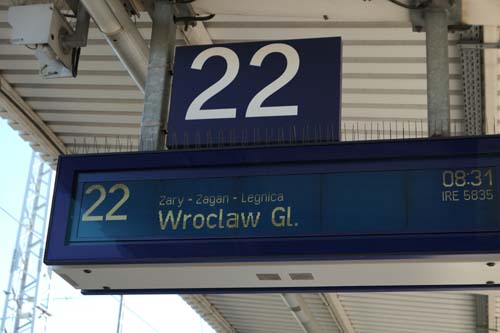 22
22
Zary - Zagan - Legnica
Wroclaw Gl.
08:31
IRE 5835